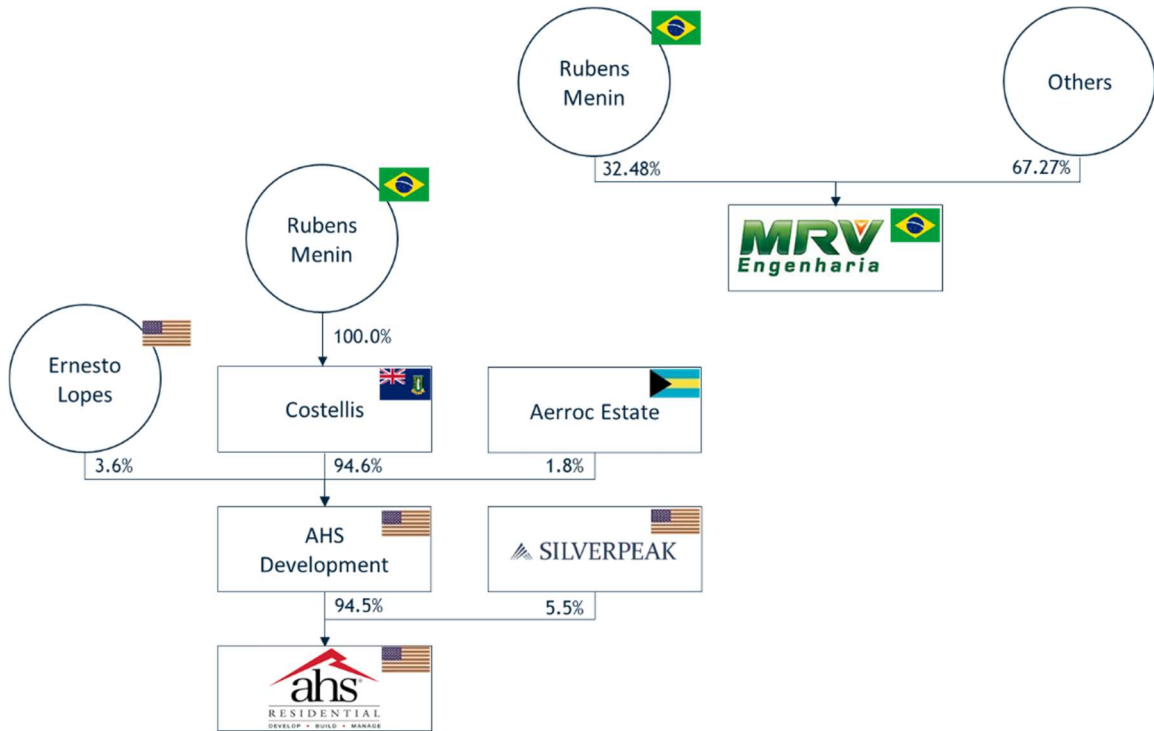 Rubens
Menin
Others
32.48%
67.27%
MRV
Engenharia
Rubens
Menin
100.0%
Ernesto
Lopes
Costellis
Aerroc Estate
3.6%
94.6%
1.8%
AHS
Development
SILVERPEAK
94.5%
5.5%
ahs
RESIDENTIAL
DEVELOP • BUILD • MANAGE